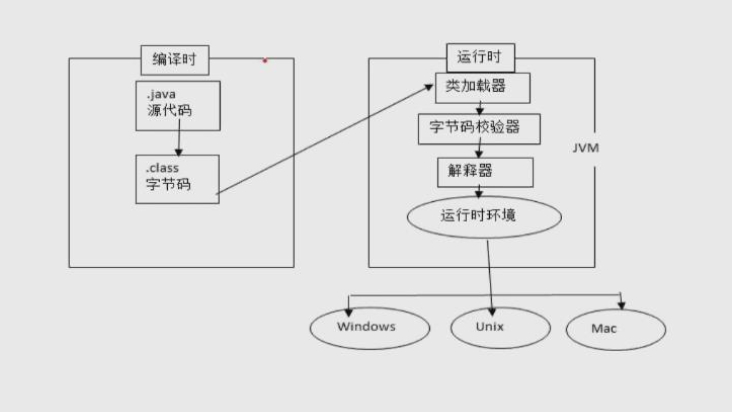 编译时
.java
源代码
.class
字节码
运行时
类加载器
字节码校验器
解释器
运行时环境
JVM
Windows
Unix
Mac